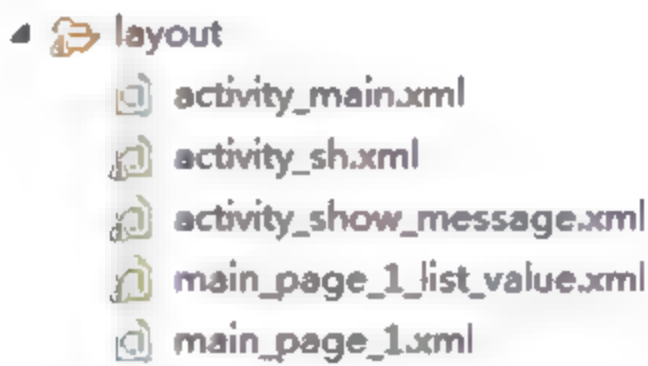 layout
activity_main.xml
activity_sh.xml
activity_show_message.xml
main_page_1_list_value.xml
main_page_1.xml